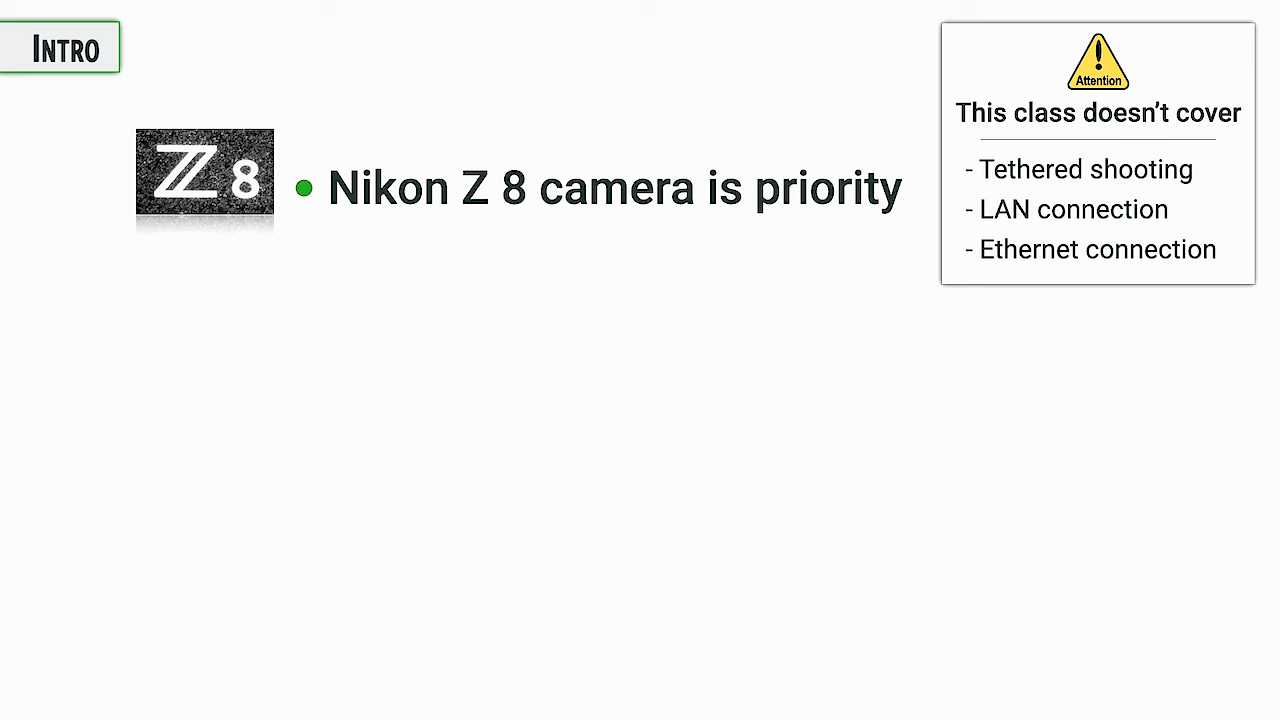 INTRO
Z 8
Nikon Z 8 camera is priority
Attention
This class doesn’t cover
- Tethered shooting
- LAN connection
- Ethernet connection